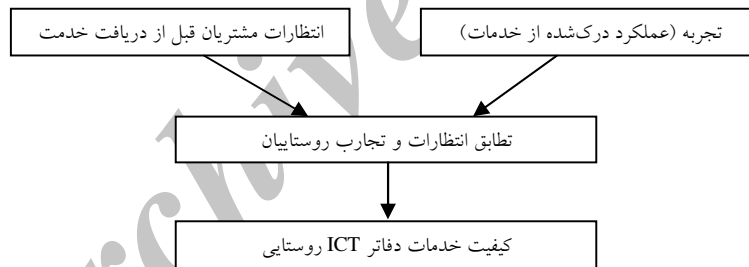 تجربه (عملکرد درک‌شده از خدمات)
انتظارات مشتریان قبل از دریافت خدمت
تطابق انتظارات و تجارب روستاییان
کیفیت خدمات دفاتر ICT روستایی